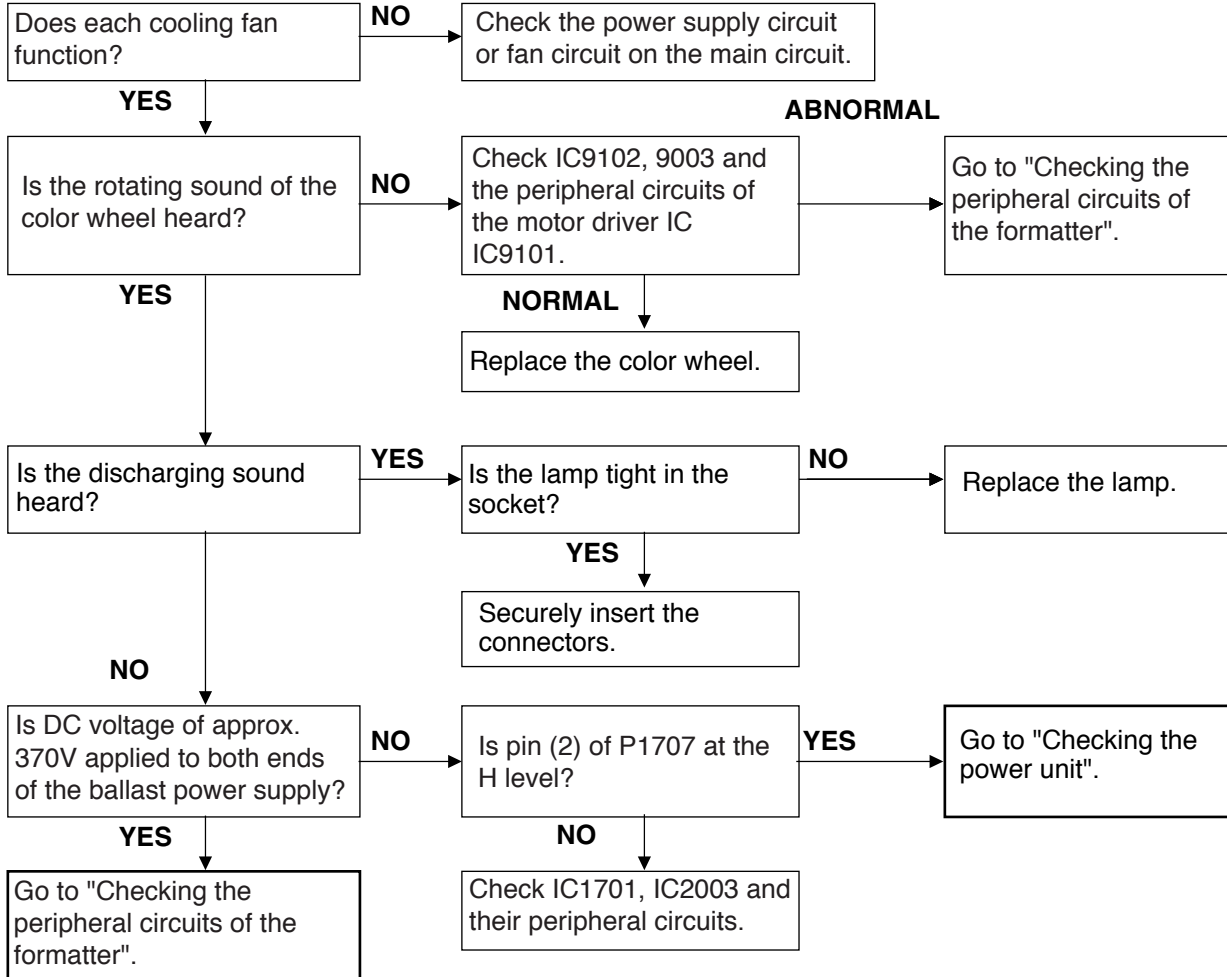 Does each cooling fan
function?
NO
Check the power supply circuit
or fan circuit on the main circuit.
YES
ABNORMAL
Is the rotating sound of the
color wheel heard?
NO
Check IC9102, 9003 and
the peripheral circuits of
the motor driver IC
IC9101.
Go to "Checking the
peripheral circuits of
the formatter".
YES
NORMAL
Replace the color wheel.
Is the discharging sound
heard?
YES
Is the lamp tight in the
socket?
NO
Replace the lamp.
YES
Securely insert the
connectors.
NO
Is DC voltage of approx.
370V applied to both ends
of the ballast power supply?
NO
Is pin (2) of P1707 at the
H level?
YES
Go to "Checking the
power unit".
YES
NO
Go to "Checking the
peripheral circuits of the
formatter".
Check IC1701, IC2003 and
their peripheral circuits.